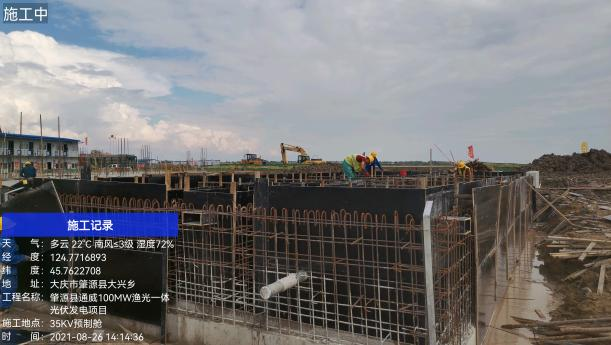 施工中
施工记录
天 气：多云 22℃ 南风≤3级 湿度72%
经 度：124.7716893
纬 度：45.7622708
地 址：大庆市肇源县大兴乡
工程名称：肇源县通威100MW渔光一体
光伏发电项目
施工地点：35KV预制舱
时 间：2021-08-26 14:14:36